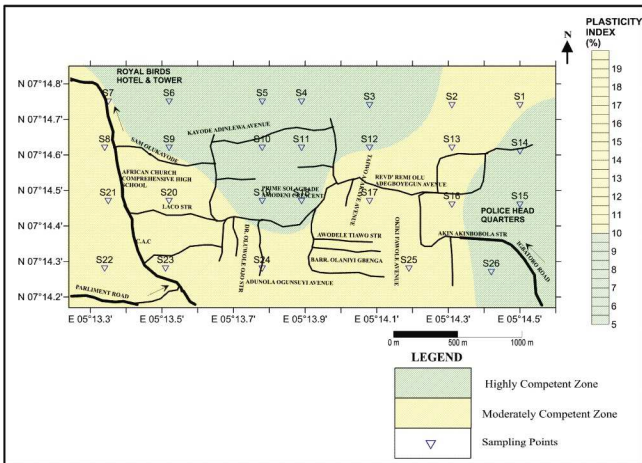 PLASTICITY
INDEX
(%)
N
ROYAL BIRDS
HOTEL & TOWER
N 07°14.8'
S7
S6
S5
S4
S3
S2
S1
19
18
17
16
15
14
13
12
11
10
9
8
7
6
5
KAYODE ADINLEWA AVENUE
N 07°14.6'
S8
SAM OLUKAYODE
S9
S10
S11
S12
S13
S14
AFRICAN CHURCH
COMPREHENSIVE HIGH
SCHOOL
REVD' REMI OLU
ADEGBOYEGUN AVENUE
N 07°14.5'
S21
S20
S19
S18
S17
S16
S15
LACO STR
POLICE HEAD
QUARTERS
N 07°14.4'
C.A.C
DR. OLUWOLE OJO STR
AWODELE TIAWO STR
AKIN AKINBOBOLA STR
N 07°14.3'
S22
S23
S24
BARR. OLANIYI GBENGA
S25
S26
ADUNOLA OGUNSUYI AVENUE
PARLIMENT ROAD
N 07°14.2'
E 05°13.3'
E 05°13.5'
E 05°13.7'
E 05°13.9'
E 05°14.1'
E 05°14.3'
E 05°14.5'
0
500 m
1000 m
LEGEND
Highly Competent Zone
Moderately Competent Zone
Sampling Points